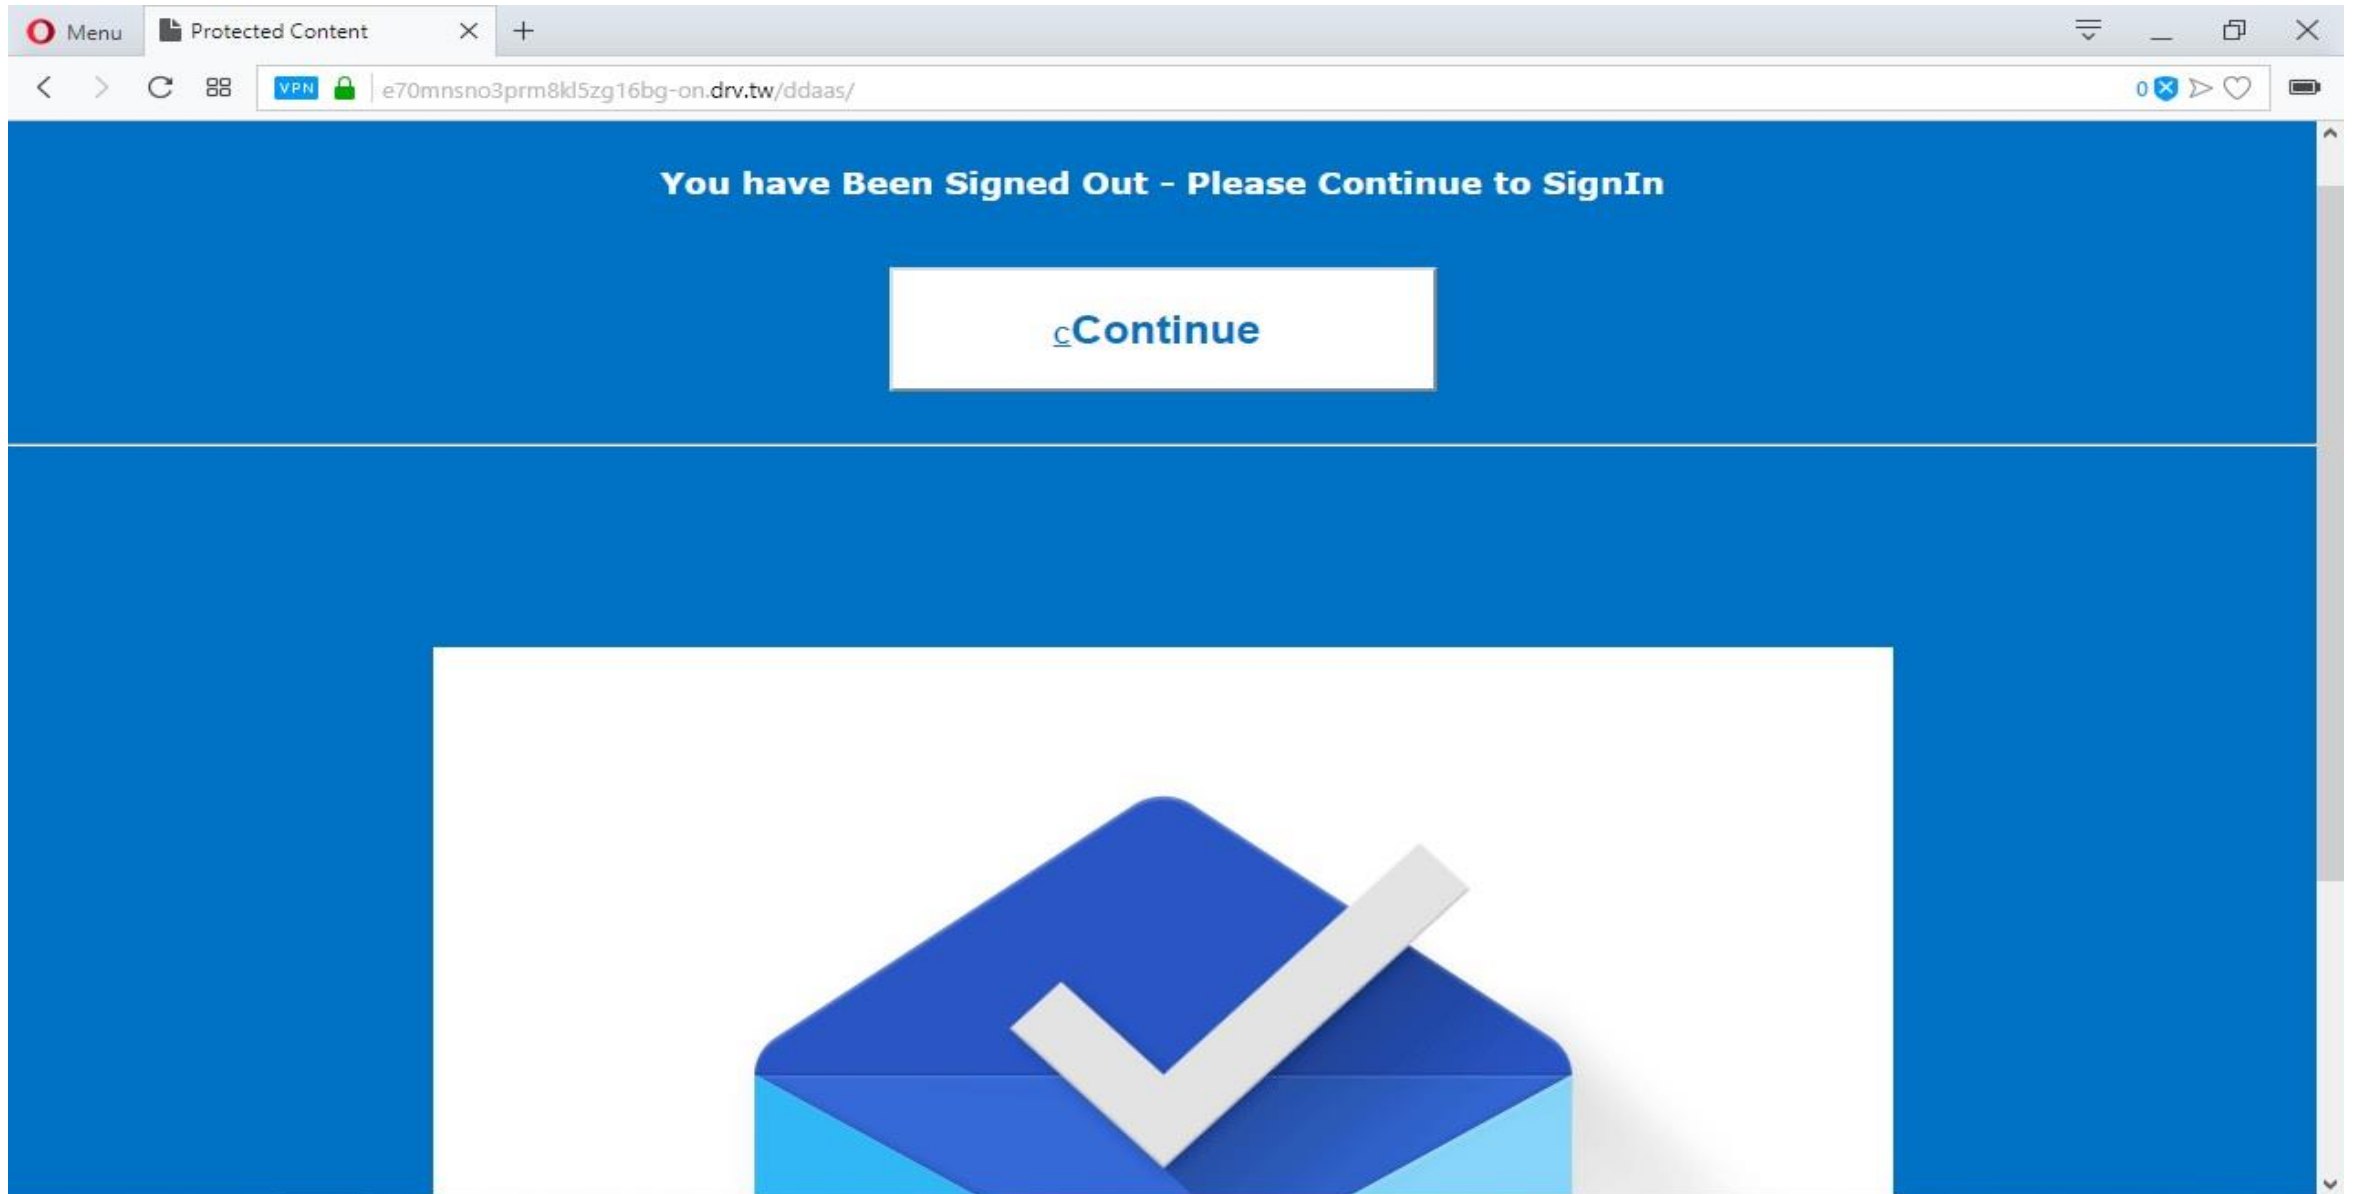 Menu
Protected Content
VPN
e70mnsno3prm8kl5zg16bg-on.drv.tw/ddaas/
0
You have Been Signed Out - Please Continue to SignIn
cContinue